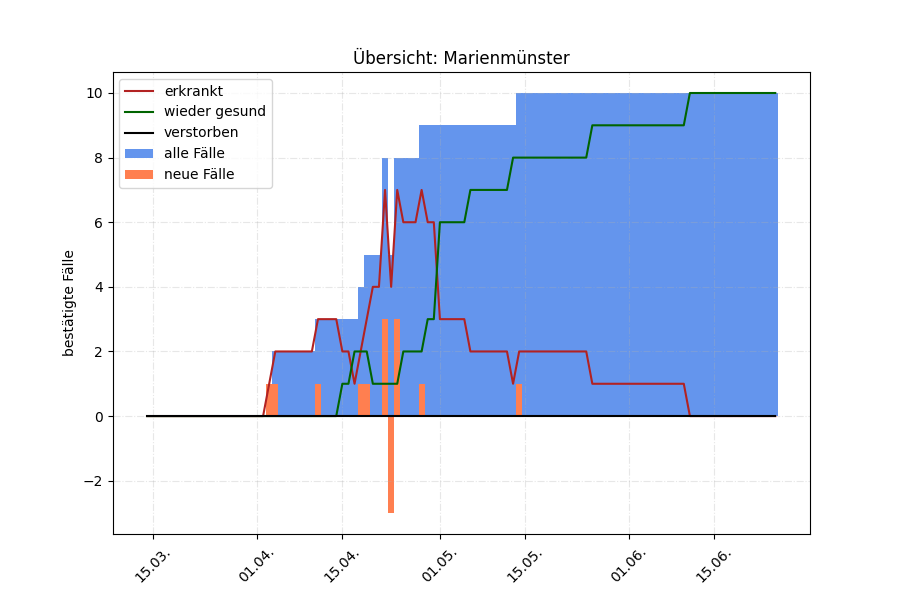 Übersicht: Marienmünster
erkrankt
wieder gesund
verstorben
alle Fälle
neue Fälle
bestätigte Fälle
10
8
6
4
2
0
−2
15.03.
01.04.
15.04.
01.05.
15.05.
01.06.
15.06.